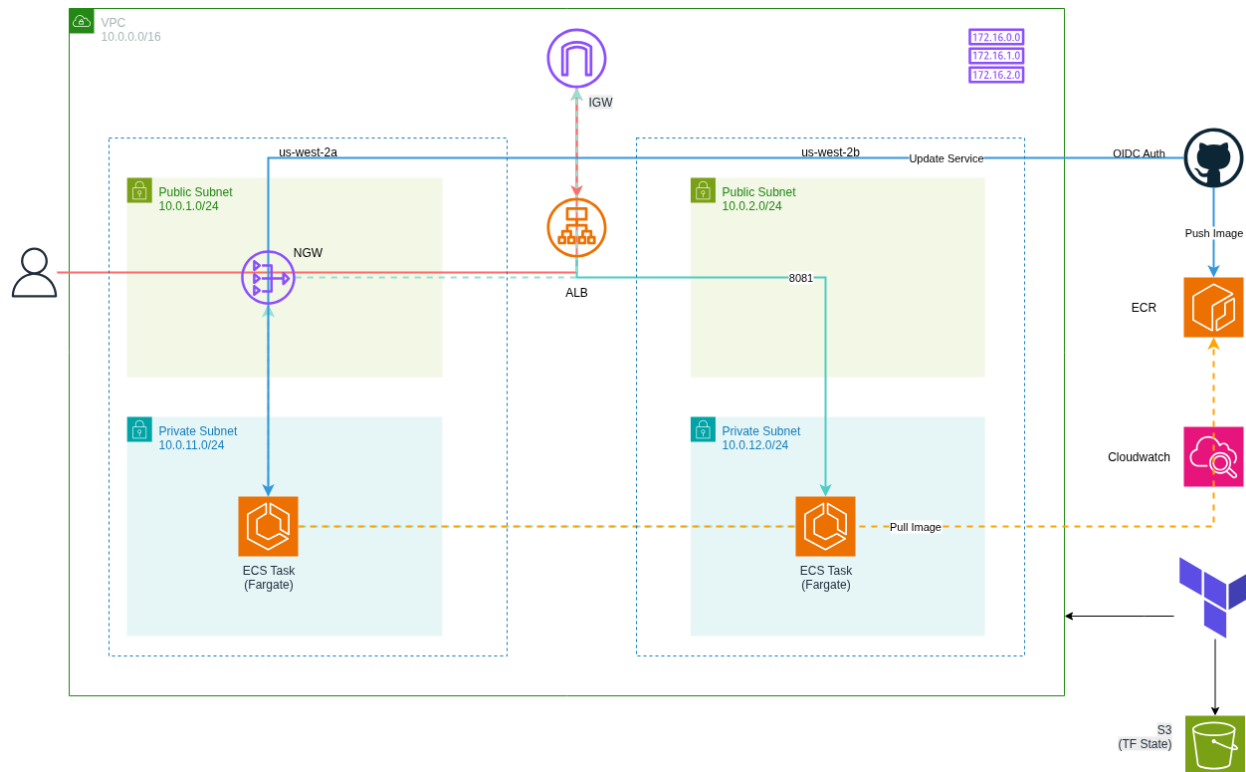 VPC
10.0.0.0/16
172.16.0.0
172.16.1.0
172.16.2.0
IGW
us-west-2a
us-west-2b
Update Service
OIDC Auth
Public Subnet
10.0.1.0/24
Public Subnet
10.0.2.0/24
Push Image
NGW
8081
ALB
ECR
Private Subnet
10.0.11.0/24
Private Subnet
10.0.12.0/24
Cloudwatch
Pull Image
ECS Task
(Fargate)
ECS Task
(Fargate)
S3
(TF State)